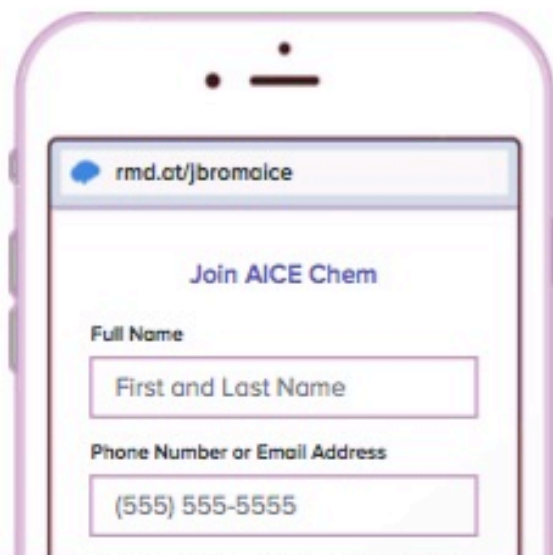 rmd.at/jbromaice
Join AICE Chem
Full Name
First and Last Name
Phone Number or Email Address
(555) 555-5555